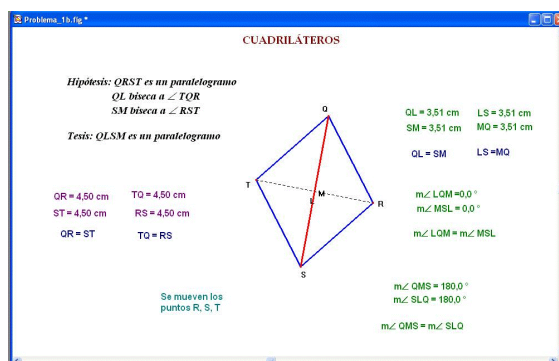 Problema_1b.fig *
CUADRILÁTEROS
Hipótesis: QRST es un paralelogramo
QL biseca a ∠ TQR
SM biseca a ∠ RST
Tesis: QLSM es un paralelogramo
Q
T
M
L
R
S
QL = 3,51 cm LS = 3,51 cm
SM = 3,51 cm MQ = 3,51 cm
QL = SM LS =MQ
QR = 4,50 cm TQ = 4,50 cm
ST = 4,50 cm RS = 4,50 cm
QR = ST TQ = RS
m∠ LQM =0,0 °
m∠ MSL = 0,0 °
m∠ LQM = m∠ MSL
Se mueven los
puntos R, S, T
m∠ QMS = 180,0 °
m∠ SLQ = 180,0 °
m∠ QMS = m∠ SLQ